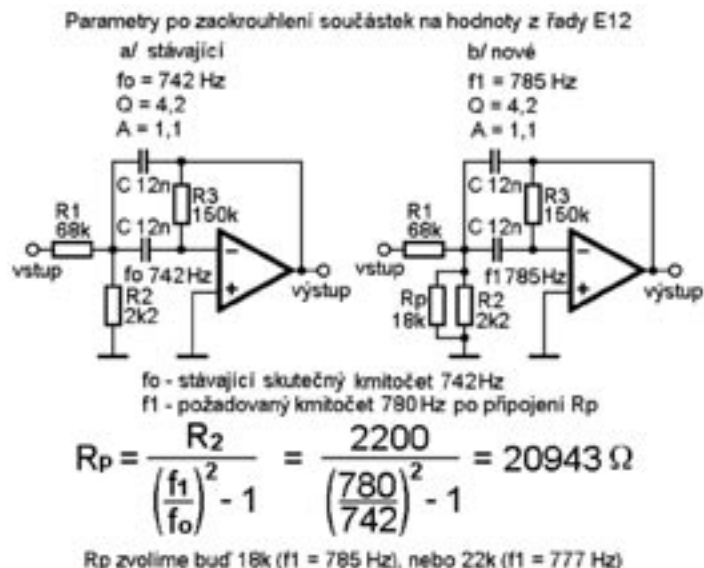 Parametry po zaokrouhlení součástek na hodnoty z řady E12
a/ stávající
fo = 742 Hz
Q = 4,2
A = 1,1
b/ nové
f1 = 785 Hz
Q = 4,2
A = 1,1
C 12n
R3
150k
R1
68k
C 12n
vstup
fo 742Hz
R2
2k2
výstup
C 12n
R3
150k
R1
68k
C 12n
vstup
f1 785Hz
Rp
18k
R2
2k2
výstup
fo - stávající skutečný kmitočet 742Hz
f1 - požadovaný kmitočet 780Hz po připojení Rp
Rp = R2 / ((f1/fo)² - 1) = 2200 / ((780/742)² - 1) = 20943 Ω
Rp zvolíme buď 18k (f1 = 785 Hz), nebo 22k (f1 = 777 Hz)